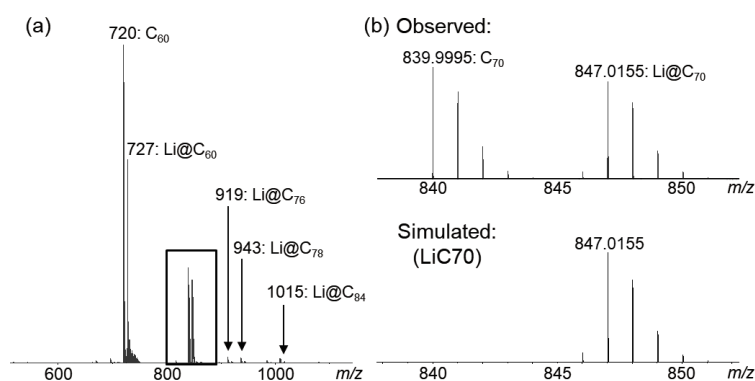 (a)
720: C₆₀
727: Li@C₆₀
919: Li@C₇₆
943: Li@C₇₈
1015: Li@C₈₄
600 800 1000 m/z
(b) Observed:
839.9995: C₇₀ 847.0155: Li@C₇₀
840 845 850 m/z
Simulated:
(LiC70)
847.0155
840 845 850 m/z